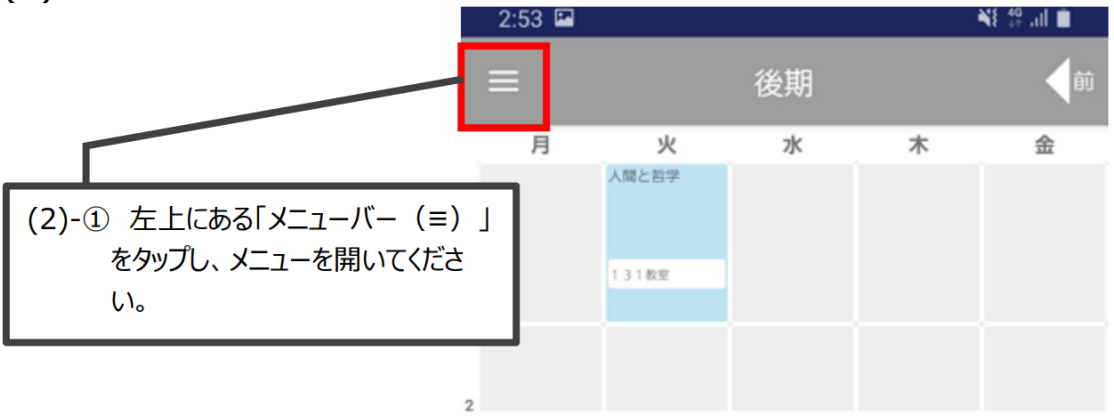 2:53
4G
後期
前
月 火 水 木 金
人間と哲学
131教室
(2)-① 左上にある「メニューバー（≡）」
をタップし、メニューを開いてくださ
い。
2